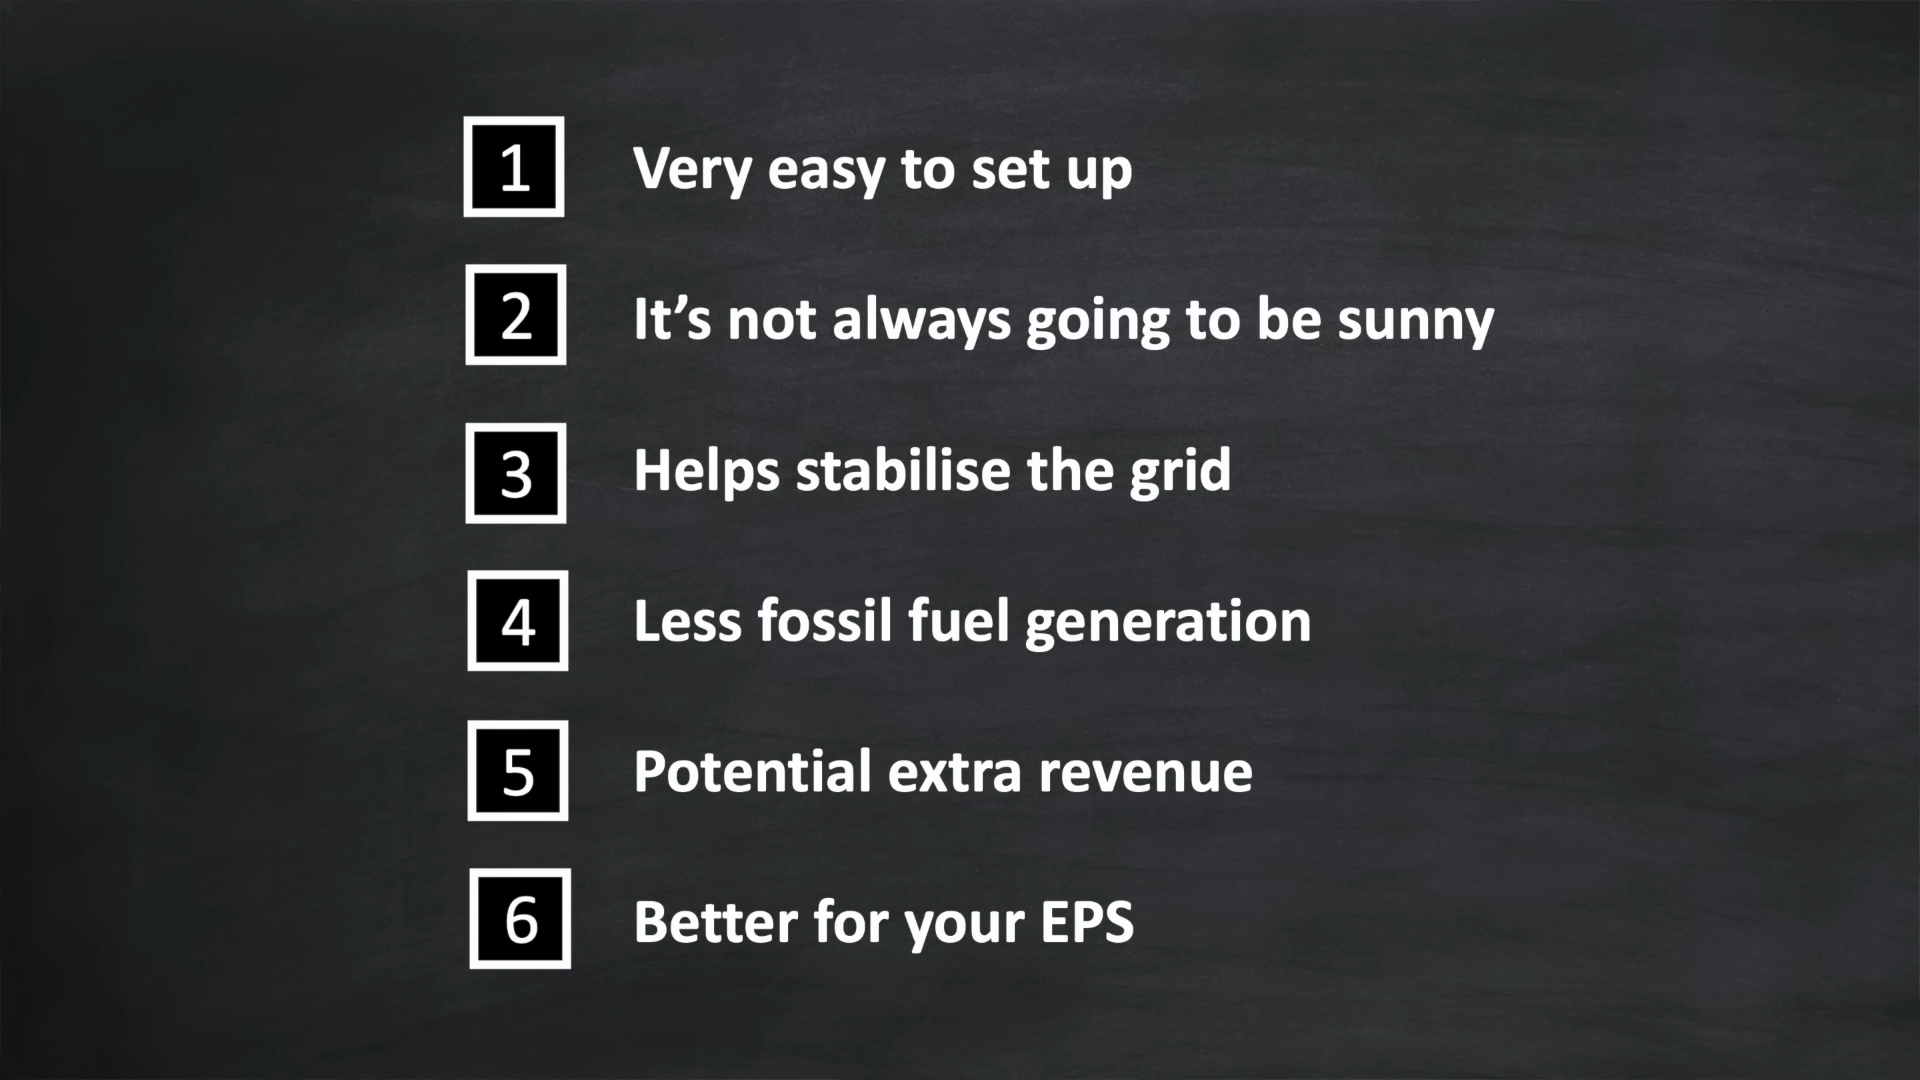 1 Very easy to set up
2 It’s not always going to be sunny
3 Helps stabilise the grid
4 Less fossil fuel generation
5 Potential extra revenue
6 Better for your EPS